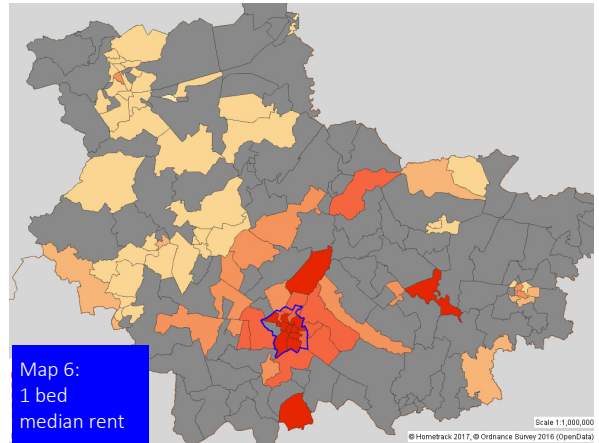 Map 6:
1 bed
median rent
Scale 1:1,000,000
© Hometrack 2017, © Ordnance Survey 2016 (OpenData)